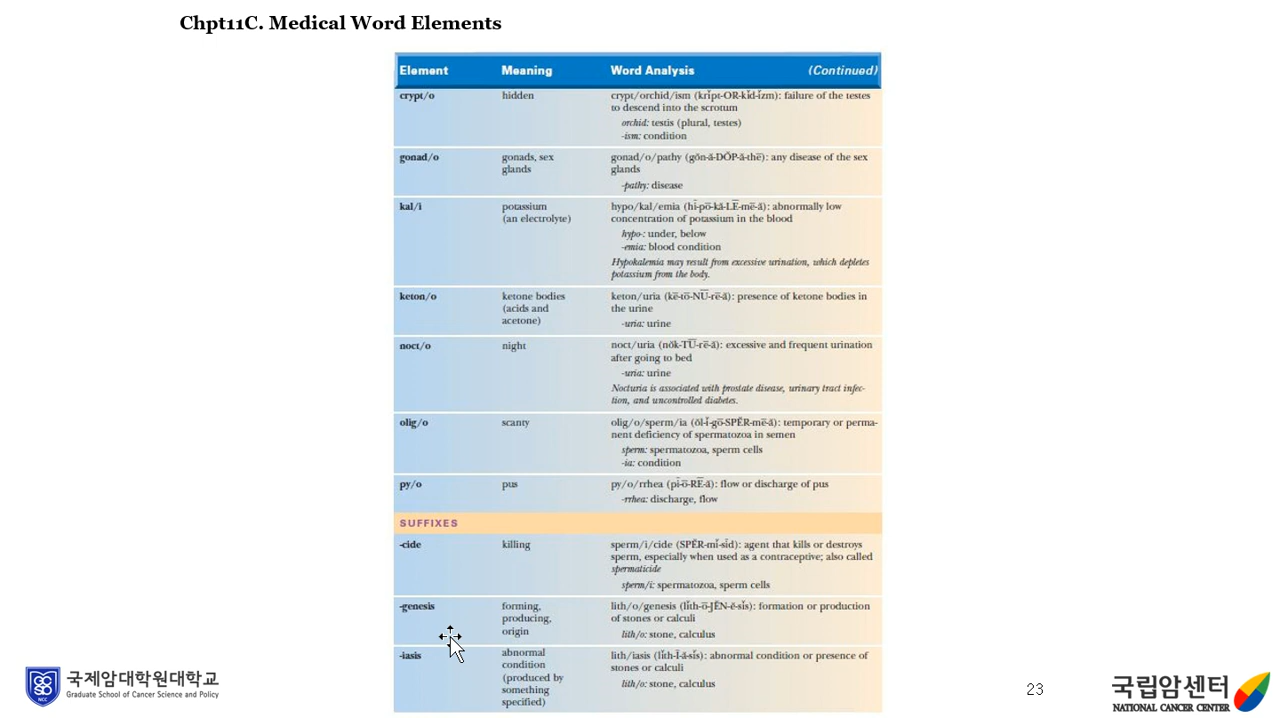 Chpt11C. Medical Word Elements
Element Meaning Word Analysis (Continued)
crypt/o hidden crypt/orchid/ism (krĭpt-OR-kĭd-ĭzm): failure of the testes
to descend into the scrotum
orchid: testis (plural, testes)
-ism: condition
gonad/o gonads, sex gonad/o/pathy (gŏn-ă-DŎP-ă-thē): any disease of the sex
glands glands
-pathy: disease
kal/i potassium hypo/kal/emia (hī-pō-kă-LĒ-mē-ă): abnormally low
(an electrolyte) concentration of potassium in the blood
hypo-: under, below
-emia: blood condition
Hypokalemia may result from excessive urination, which depletes
potassium from the body.
keton/o ketone bodies keton/uria (kē-tō-NŪ-rē-ă): presence of ketone bodies in
(acids and the urine
acetone) -uria: urine
noct/o night noct/uria (nŏk-TŪ-rē-ă): excessive and frequent urination
after going to bed
-uria: urine
Nocturia is associated with prostate disease, urinary tract infec-
tion, and uncontrolled diabetes.
olig/o scanty olig/o/sperm/ia (ŏl-ĭ-gō-SPĔR-mē-ă): temporary or perma-
nent deficiency of spermatozoa in semen
sperm: spermatozoa, sperm cells
-ia: condition
py/o pus py/o/rrhea (pī-ō-RĒ-ă): flow or discharge of pus
-rrhea: discharge, flow
SUFFIXES
-cide killing sperm/i/cide (SPĔR-mĭ-sīd): agent that kills or destroys
sperm, especially when used as a contraceptive; also called
spermaticide
sperm/i: spermatozoa, sperm cells
-genesis forming, lith/o/genesis (lĭth-ō-JĔN-ĕ-sĭs): formation or production
producing, of stones or calculi
origin lith/o: stone, calculus
-iasis abnormal lith/iasis (lĭth-Ī-ă-sĭs): abnormal condition or presence of
condition stones or calculi
(produced by lith/o: stone, calculus
something
specified)
NCC
국제암대학원대학교
Graduate School of Cancer Science and Policy
23
국립암센터
NATIONAL CANCER CENTER